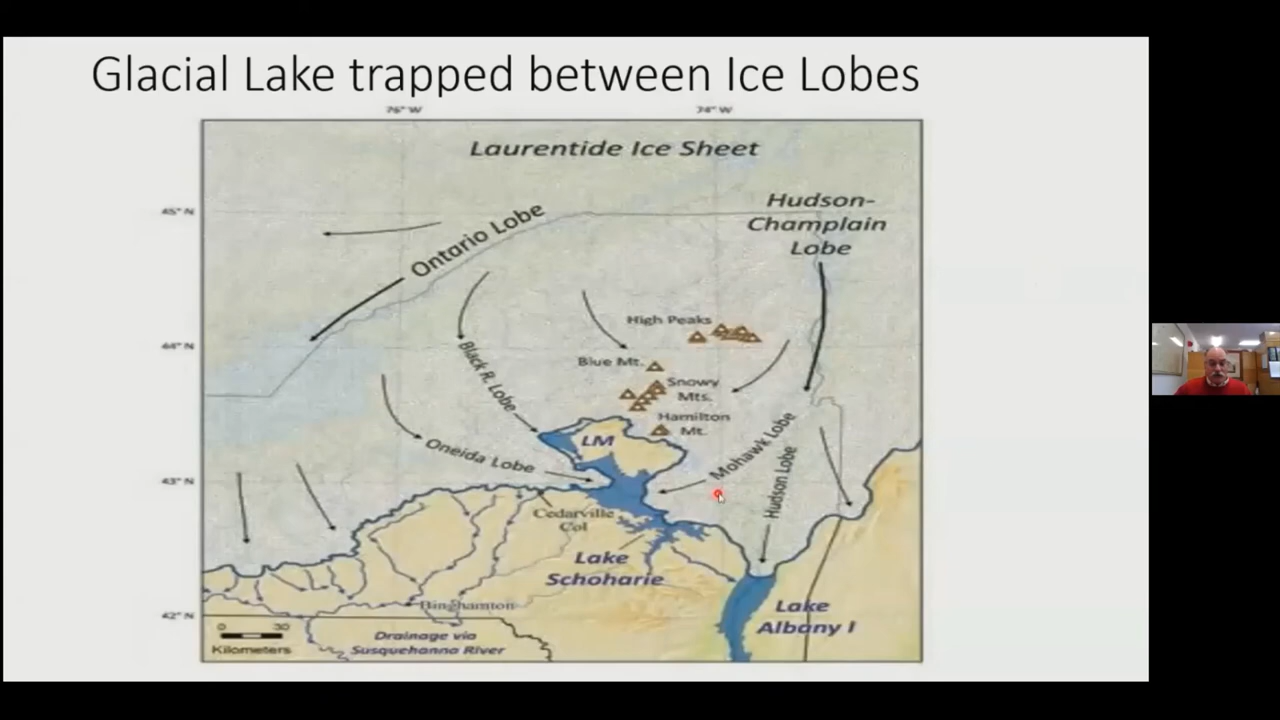 Glacial Lake trapped between Ice Lobes
76° W
74° W
Laurentide Ice Sheet
45° N
Ontario Lobe
Hudson-
Champlain
Lobe
44° N
High Peaks
Black R. Lobe
Blue Mt.
Snowy
Mts.
Hamilton
Mt.
LM
Oneida Lobe
Mohawk Lobe
Hudson Lobe
43° N
Cedarville
Col
Lake
Schoharie
42° N
Binghamton
Lake
Albany I
0 30
Kilometers
Drainage via
Susquehanna River